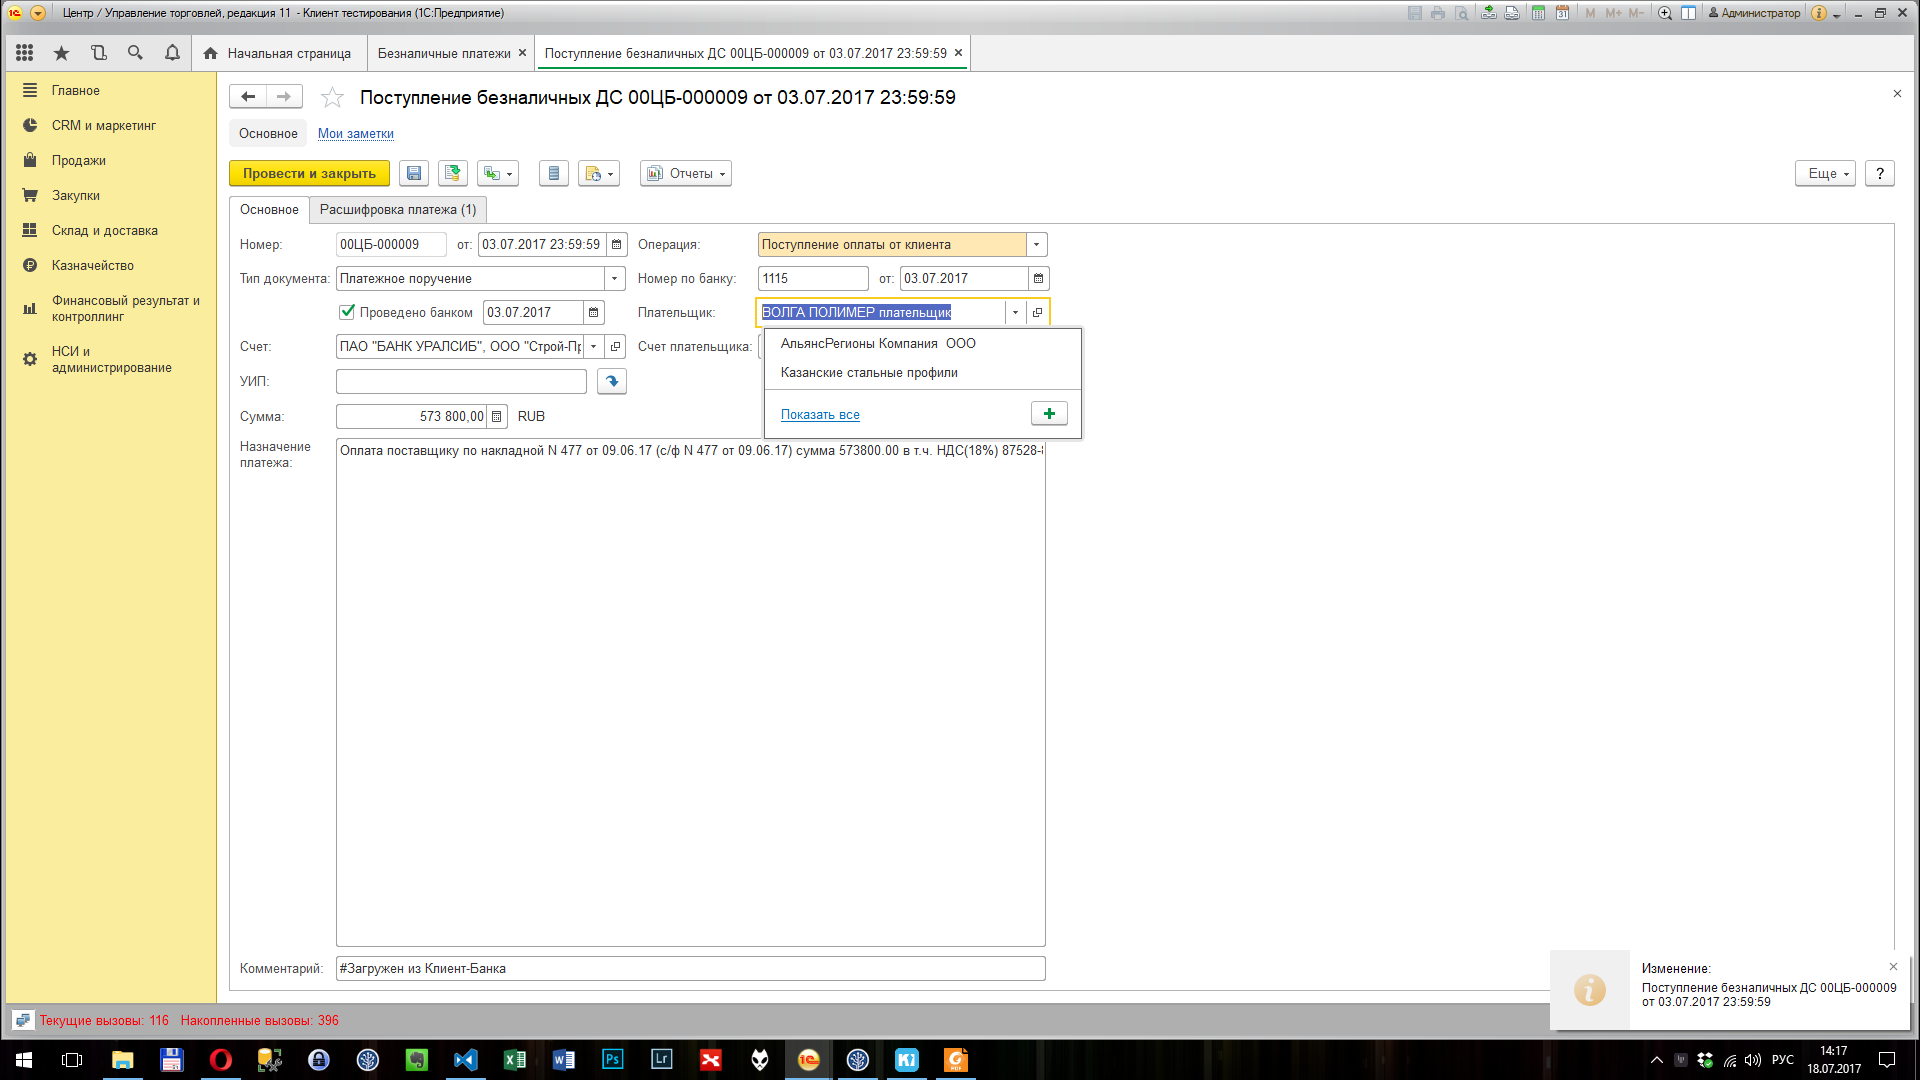 Центр / Управление торговлей, редакция 11 - Клиент тестирования (1С:Предприятие)
M M+ M- Администратор
Начальная страница
Безналичные платежи
Поступление безналичных ДС 00ЦБ-000009 от 03.07.2017 23:59:59
Главное
CRM и маркетинг
Продажи
Закупки
Склад и доставка
Казначейство
Финансовый результат и
контроллинг
НСИ и
администрирование
Поступление безналичных ДС 00ЦБ-000009 от 03.07.2017 23:59:59
Основное Мои заметки
Провести и закрыть Отчеты Еще ?
Основное Расшифровка платежа (1)
Номер: 00ЦБ-000009 от: 03.07.2017 23:59:59 Операция: Поступление оплаты от клиента
Тип документа: Платежное поручение Номер по банку: 1115 от: 03.07.2017
Проведено банком 03.07.2017 Плательщик: ВОЛГА ПОЛИМЕР плательщик
Счет: ПАО "БАНК УРАЛСИБ", ООО "Строй-Пр Счет плательщика:
АльянсРегионы Компания ООО
Казанские стальные профили
Показать все
УИП:
Сумма: 573 800,00 RUB
Назначение
платежа:
Оплата поставщику по накладной N 477 от 09.06.17 (с/ф N 477 от 09.06.17) сумма 573800.00 в т.ч. НДС(18%) 87528-
Комментарий: #Загружен из Клиент-Банка
Изменение:
Поступление безналичных ДС 00ЦБ-000009
от 03.07.2017 23:59:59
Текущие вызовы: 116 Накопленные вызовы: 396
РУС
14:17
18.07.2017